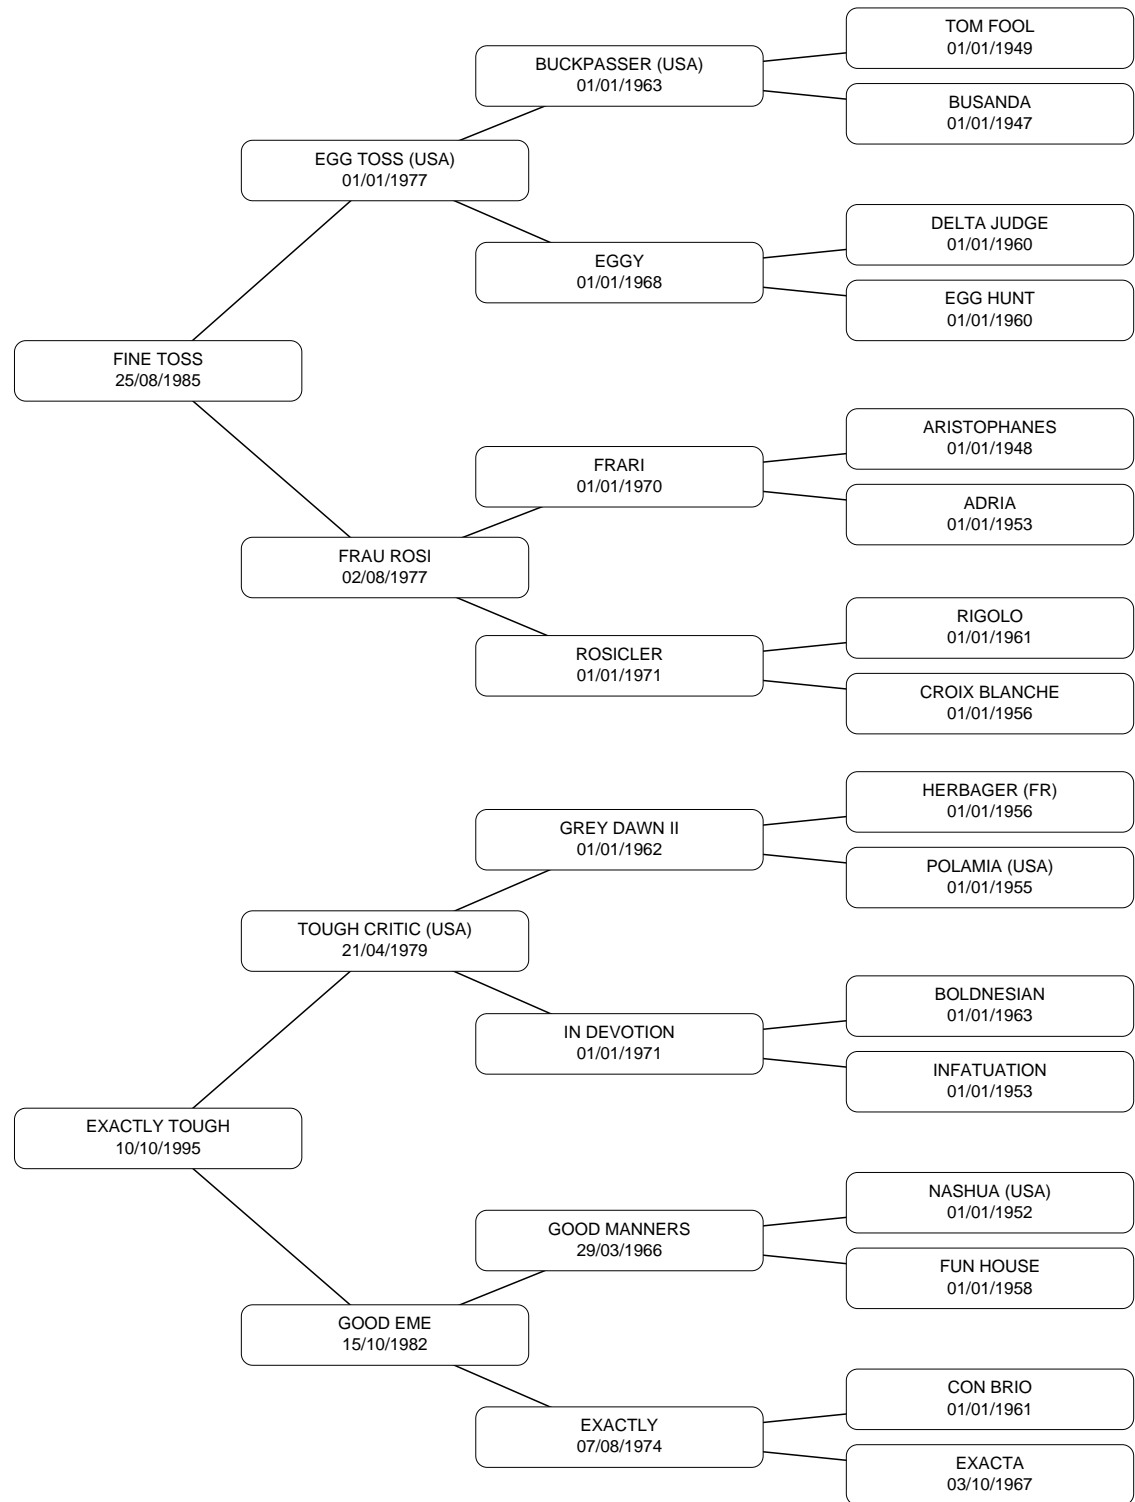 TOM FOOL
01/01/1949
BUCKPASSER (USA)
01/01/1963
BUSANDA
01/01/1947
EGG TOSS (USA)
01/01/1977
DELTA JUDGE
01/01/1960
EGGY
01/01/1968
EGG HUNT
01/01/1960
FINE TOSS
25/08/1985
ARISTOPHANES
01/01/1948
FRARI
01/01/1970
ADRIA
01/01/1953
FRAU ROSI
02/08/1977
RIGOLO
01/01/1961
ROSICLER
01/01/1971
CROIX BLANCHE
01/01/1956
HERBAGER (FR)
01/01/1956
GREY DAWN II
01/01/1962
POLAMIA (USA)
01/01/1955
TOUGH CRITIC (USA)
21/04/1979
BOLDNESIAN
01/01/1963
IN DEVOTION
01/01/1971
INFATUATION
01/01/1953
EXACTLY TOUGH
10/10/1995
NASHUA (USA)
01/01/1952
GOOD MANNERS
29/03/1966
FUN HOUSE
01/01/1958
GOOD EME
15/10/1982
CON BRIO
01/01/1961
EXACTLY
07/08/1974
EXACTA
03/10/1967